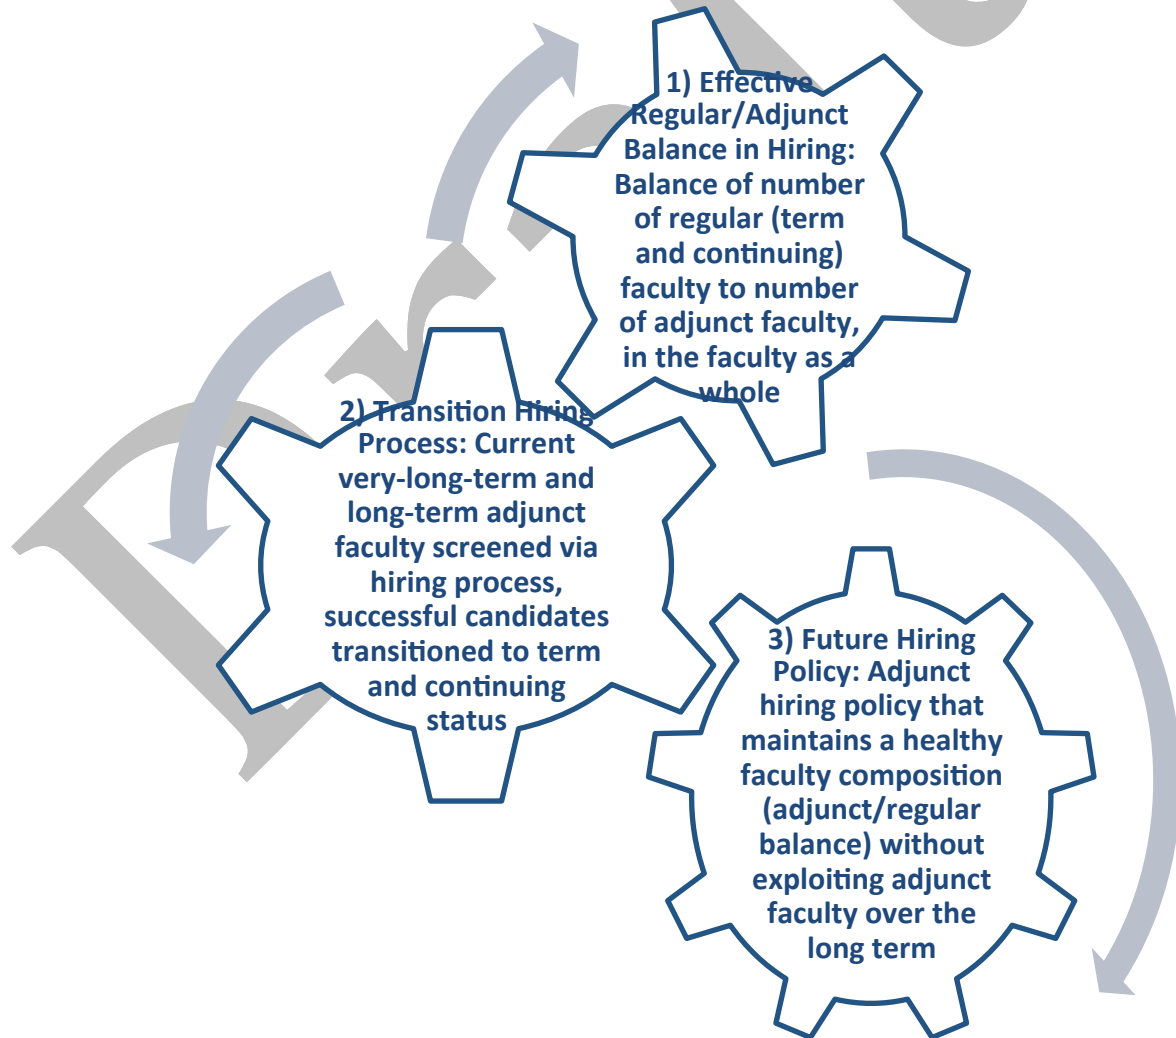 1) Effective
Regular/Adjunct
Balance in Hiring:
Balance of number
of regular (term
and continuing)
faculty to number
of adjunct faculty,
in the faculty as a
whole
2) Transition Hiring
Process: Current
very-long-term and
long-term adjunct
faculty screened via
hiring process,
successful candidates
transitioned to term
and continuing
status
3) Future Hiring
Policy: Adjunct
hiring policy that
maintains a healthy
faculty composition
(adjunct/regular
balance) without
exploiting adjunct
faculty over the
long term